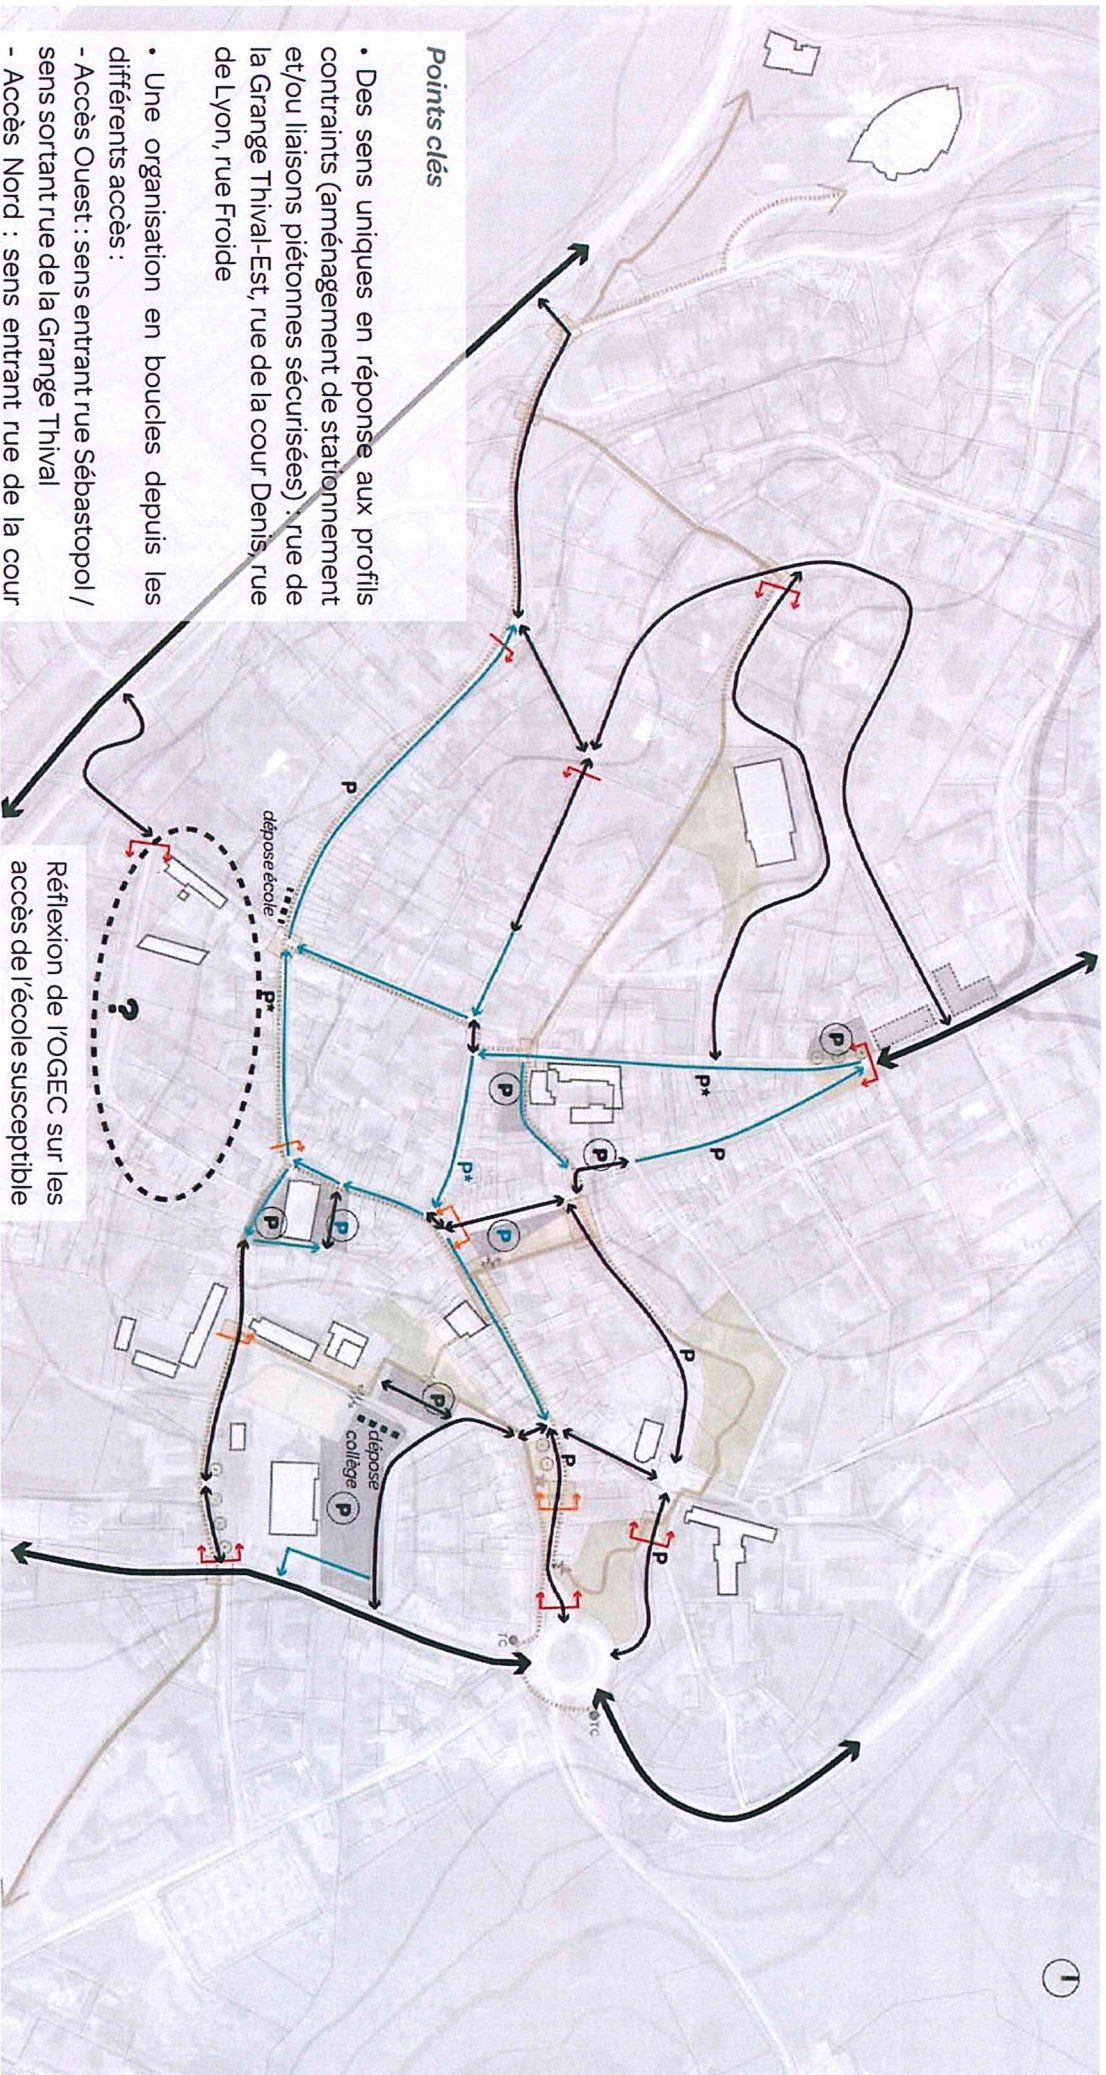 Points clés
• Des sens uniques en réponse aux profils
contraints (aménagement de stationnement
et/ou liaisons piétonnes sécurisées) : rue de
la Grange Thival-Est, rue de la cour Denis, rue
de Lyon, rue Froide
• Une organisation en boucles depuis les
différents accès :
- Accès Ouest : sens entrant rue Sébastopol /
sens sortant rue de la Grange Thival
- Accès Nord : sens entrant rue de la cour
Réflexion de l'OGEC sur les
accès de l'école susceptible
P
dépose école
P*
?
P
P*
P
P
P
P*
P
P
P
P
P
dépose
collège
P
P
P
TC
TC